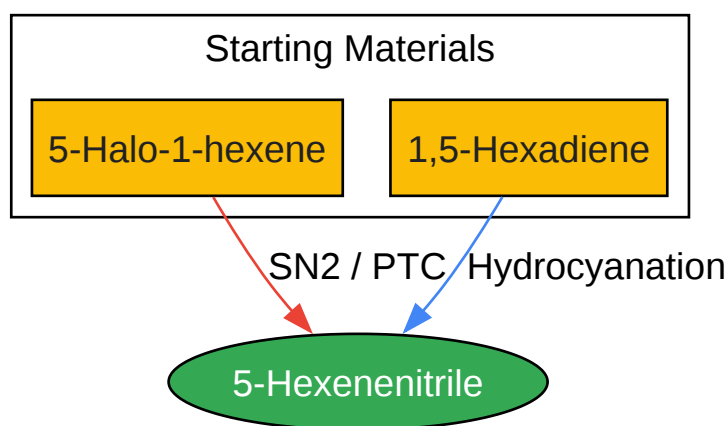 Starting Materials
5-Halo-1-hexene
1,5-Hexadiene
SN2 / PTC
Hydrocyanation
5-Hexenenitrile